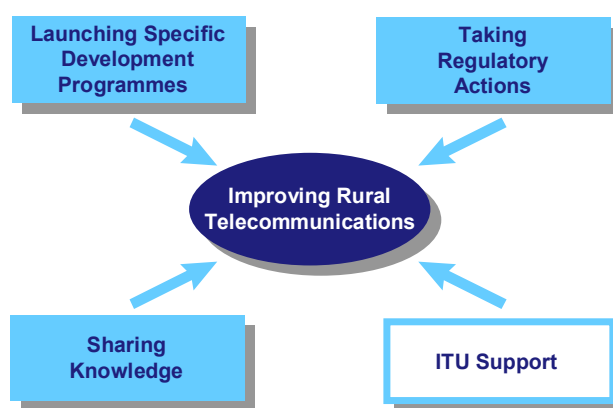 Launching Specific
Development
Programmes
Taking
Regulatory
Actions
Improving Rural
Telecommunications
Sharing
Knowledge
ITU Support